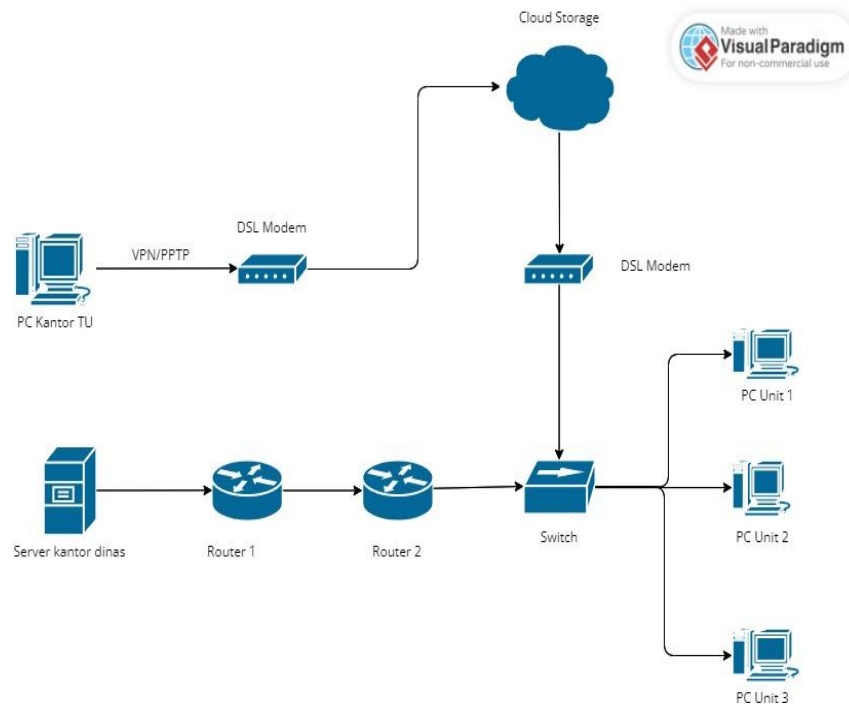 Cloud Storage
Made with
Visual Paradigm
For non-commercial use
DSL Modem
VPN/PPTP
DSL Modem
PC Kantor TU
PC Unit 1
Server kantor dinas
Router 1
Router 2
Switch
PC Unit 2
PC Unit 3